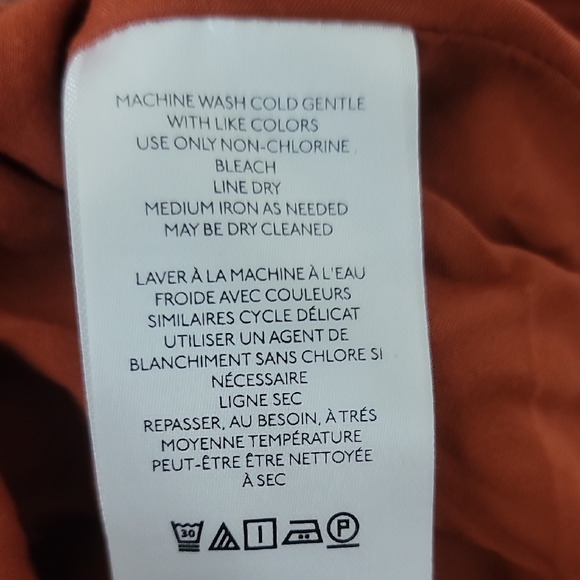 MACHINE WASH COLD GENTLE
WITH LIKE COLORS
USE ONLY NON-CHLORINE
BLEACH
LINE DRY
MEDIUM IRON AS NEEDED
MAY BE DRY CLEANED
LAVER À LA MACHINE À L'EAU
FROIDE AVEC COULEURS
SIMILAIRES CYCLE DÉLICAT
UTILISER UN AGENT DE
BLANCHIMENT SANS CHLORE SI
NÉCESSAIRE
LIGNE SEC
REPASSER, AU BESOIN, À TRÉS
MOYENNE TEMPÉRATURE
PEUT-ÊTRE ÊTRE NETTOYÉE
À SEC
30 P